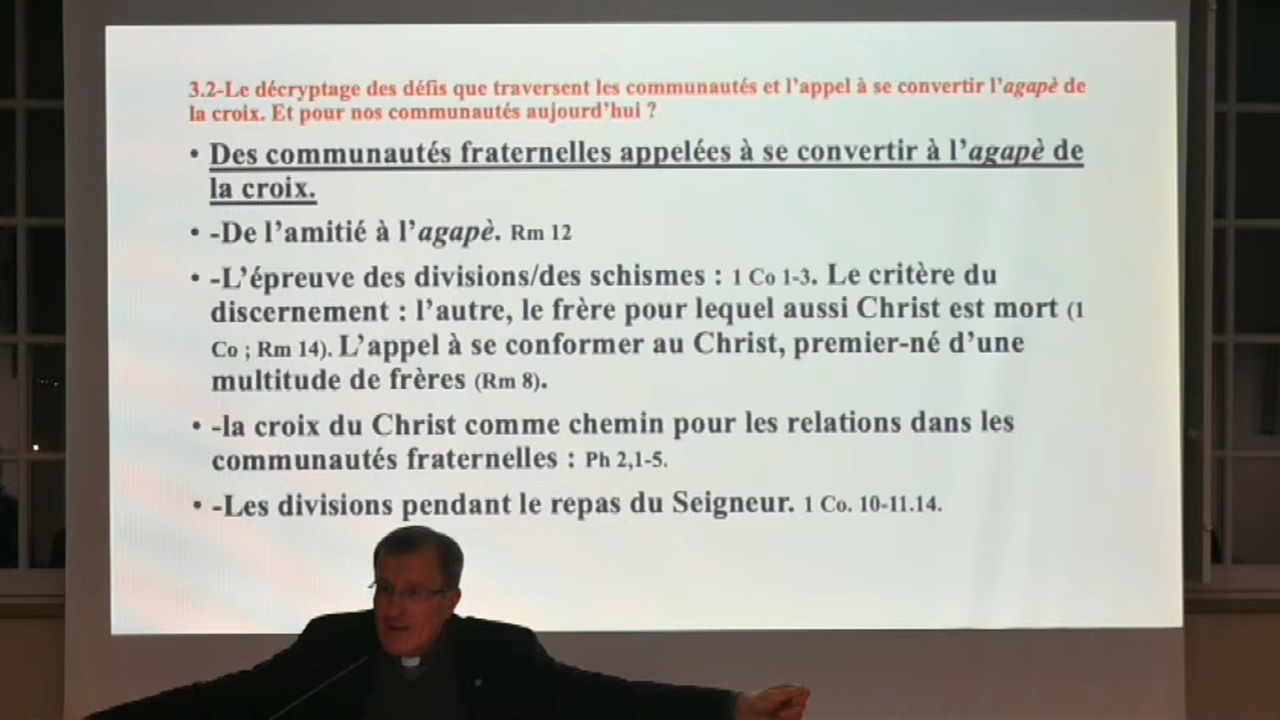 3.2-Le décryptage des défis que traversent les communautés et l'appel à se convertir l'agapè de
la croix. Et pour nos communautés aujourd'hui ?
• Des communautés fraternelles appelées à se convertir à l'agapè de
la croix.
• -De l'amitié à l'agapè. Rm 12
• -L'épreuve des divisions/des schismes : 1 Co 1-3. Le critère du
discernement : l'autre, le frère pour lequel aussi Christ est mort (1
Co ; Rm 14). L'appel à se conformer au Christ, premier-né d'une
multitude de frères (Rm 8).
• -la croix du Christ comme chemin pour les relations dans les
communautés fraternelles : Ph 2,1-5.
• -Les divisions pendant le repas du Seigneur. 1 Co. 10-11.14.